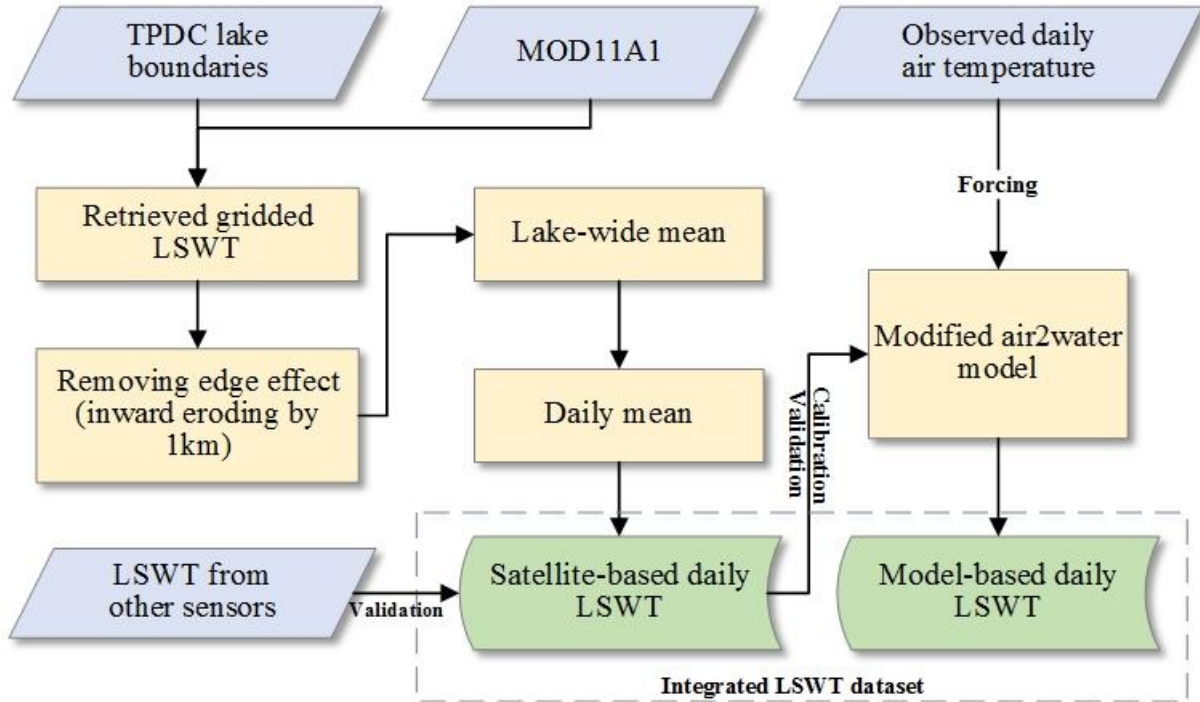 TPDC lake
boundaries
MOD11A1
Observed daily
air temperature
Forcing
Retrieved gridded
LSWT
Lake-wide mean
Modified air2water
model
Removing edge effect
(inward eroding by
1km)
Daily mean
Calibration
Validation
LSWT from
other sensors
Validation
Satellite-based daily
LSWT
Model-based daily
LSWT
Integrated LSWT dataset